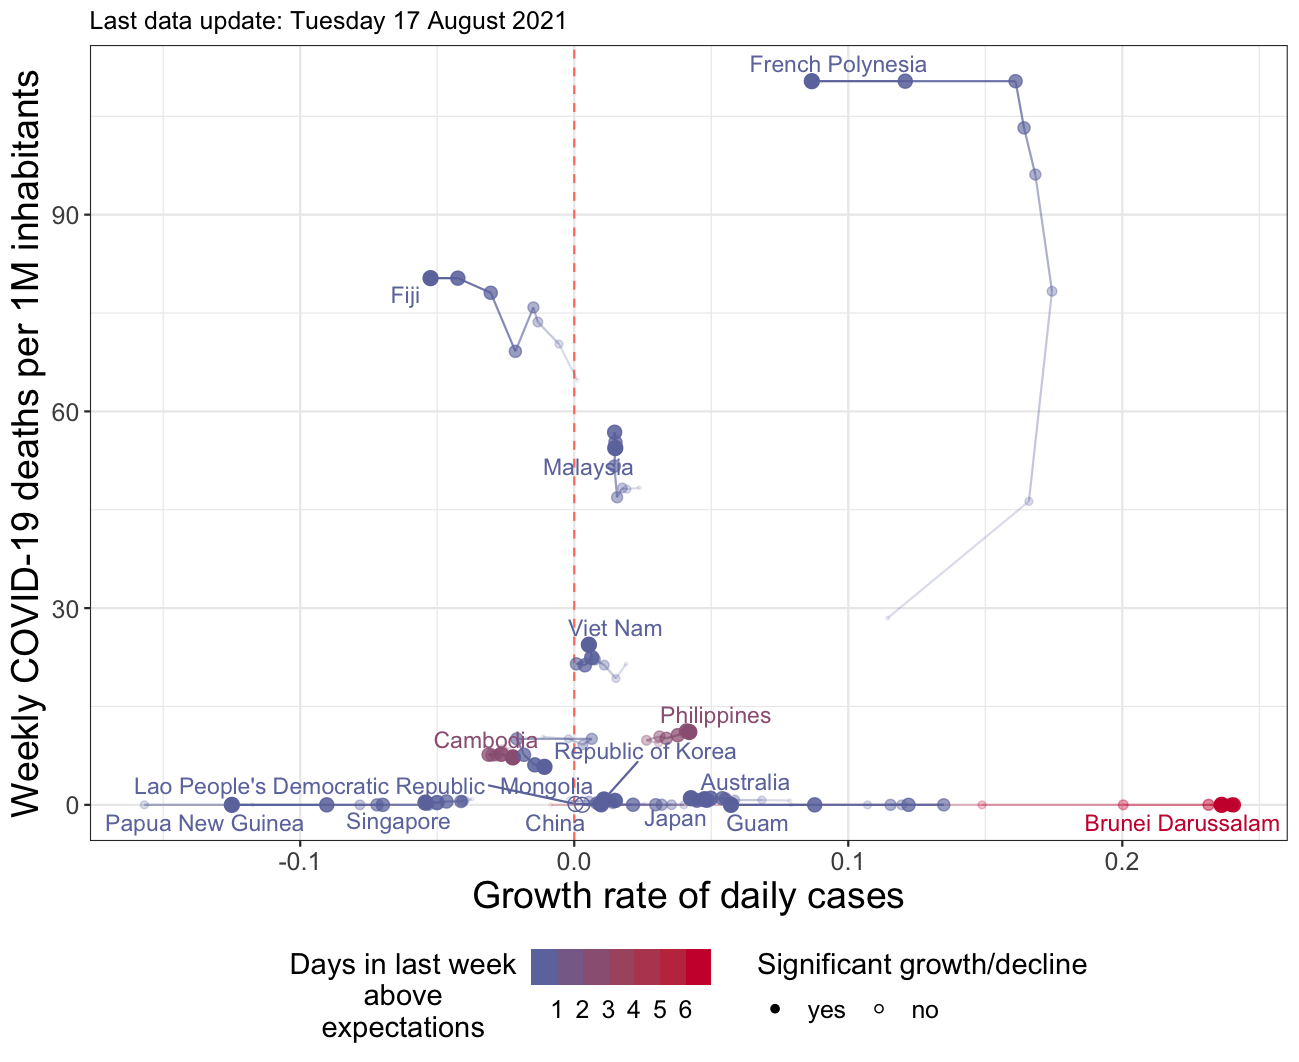 Last data update: Tuesday 17 August 2021
Weekly COVID-19 deaths per 1M inhabitants
90
60
30
0
French Polynesia
Fiji
Malaysia
Viet Nam
Philippines
Cambodia
Republic of Korea
Lao People's Democratic Republic
Mongolia
Australia
Papua New Guinea
Singapore
China
Japan
Guam
Brunei Darussalam
-0.1
0.0
0.1
0.2
Growth rate of daily cases
Days in last week
above
expectations
1 2 3 4 5 6
Significant growth/decline
yes
no